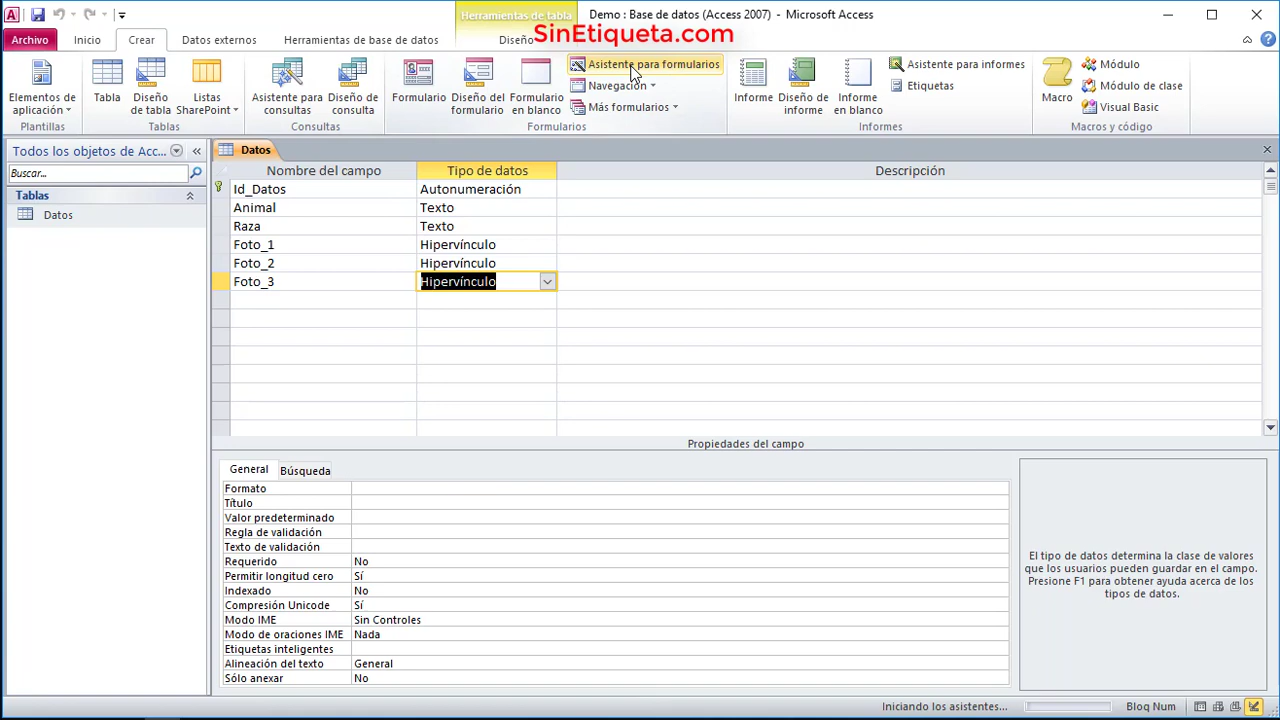 Herramientas de tabla
Demo : Base de datos (Access 2007) - Microsoft Access
SinEtiqueta.com
Archivo
Inicio
Crear
Datos externos
Herramientas de base de datos
Diseño
Elementos de aplicación
Plantillas
Tabla
Diseño de tabla
Listas SharePoint
Tablas
Asistente para consultas
Diseño de consulta
Consultas
Formulario
Diseño del formulario
Formulario en blanco
Asistente para formularios
Navegación
Más formularios
Formularios
Informe
Diseño de informe
Informe en blanco
Asistente para informes
Etiquetas
Informes
Macro
Módulo
Módulo de clase
Visual Basic
Macros y código
Todos los objetos de Acc...
Buscar...
Tablas
Datos
Datos
Nombre del campo Tipo de datos Descripción
Id_Datos Autonumeración
Animal Texto
Raza Texto
Foto_1 Hipervínculo
Foto_2 Hipervínculo
Foto_3 Hipervínculo
Propiedades del campo
General Búsqueda
Formato
Título
Valor predeterminado
Regla de validación
Texto de validación
Requerido No
Permitir longitud cero Sí
Indexado No
Compresión Unicode Sí
Modo IME Sin Controles
Modo de oraciones IME Nada
Etiquetas inteligentes
Alineación del texto General
Sólo anexar No
El tipo de datos determina la clase de valores
que los usuarios pueden guardar en el campo.
Presione F1 para obtener ayuda acerca de los
tipos de datos.
Iniciando los asistentes...
Bloq Num